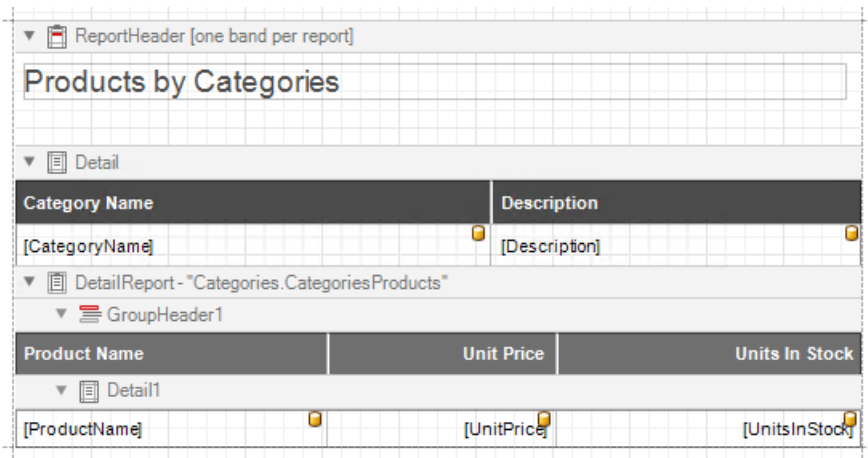 ReportHeader [one band per report]
Products by Categories
Detail
Category Name Description
[CategoryName] [Description]
DetailReport - "Categories.CategoriesProducts"
GroupHeader1
Product Name Unit Price Units In Stock
Detail1
[ProductName] [UnitPrice] [UnitsInStock]